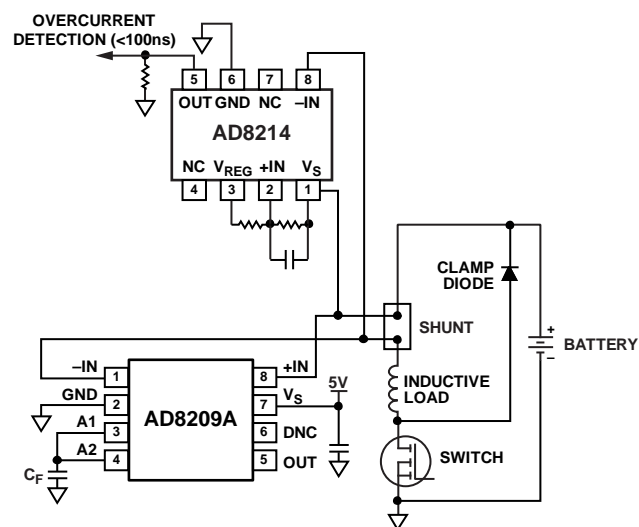 OVERCURRENT
DETECTION (<100ns)
5 6 7 8
OUT GND NC –IN
AD8214
NC VREG +IN VS
4 3 2 1
CLAMP
DIODE
SHUNT
+
BATTERY
–
INDUCTIVE
LOAD
SWITCH
–IN 1
GND 2
A1 3
A2 4
CF
AD8209A
8 +IN
7 VS
6 DNC
5 OUT
5V